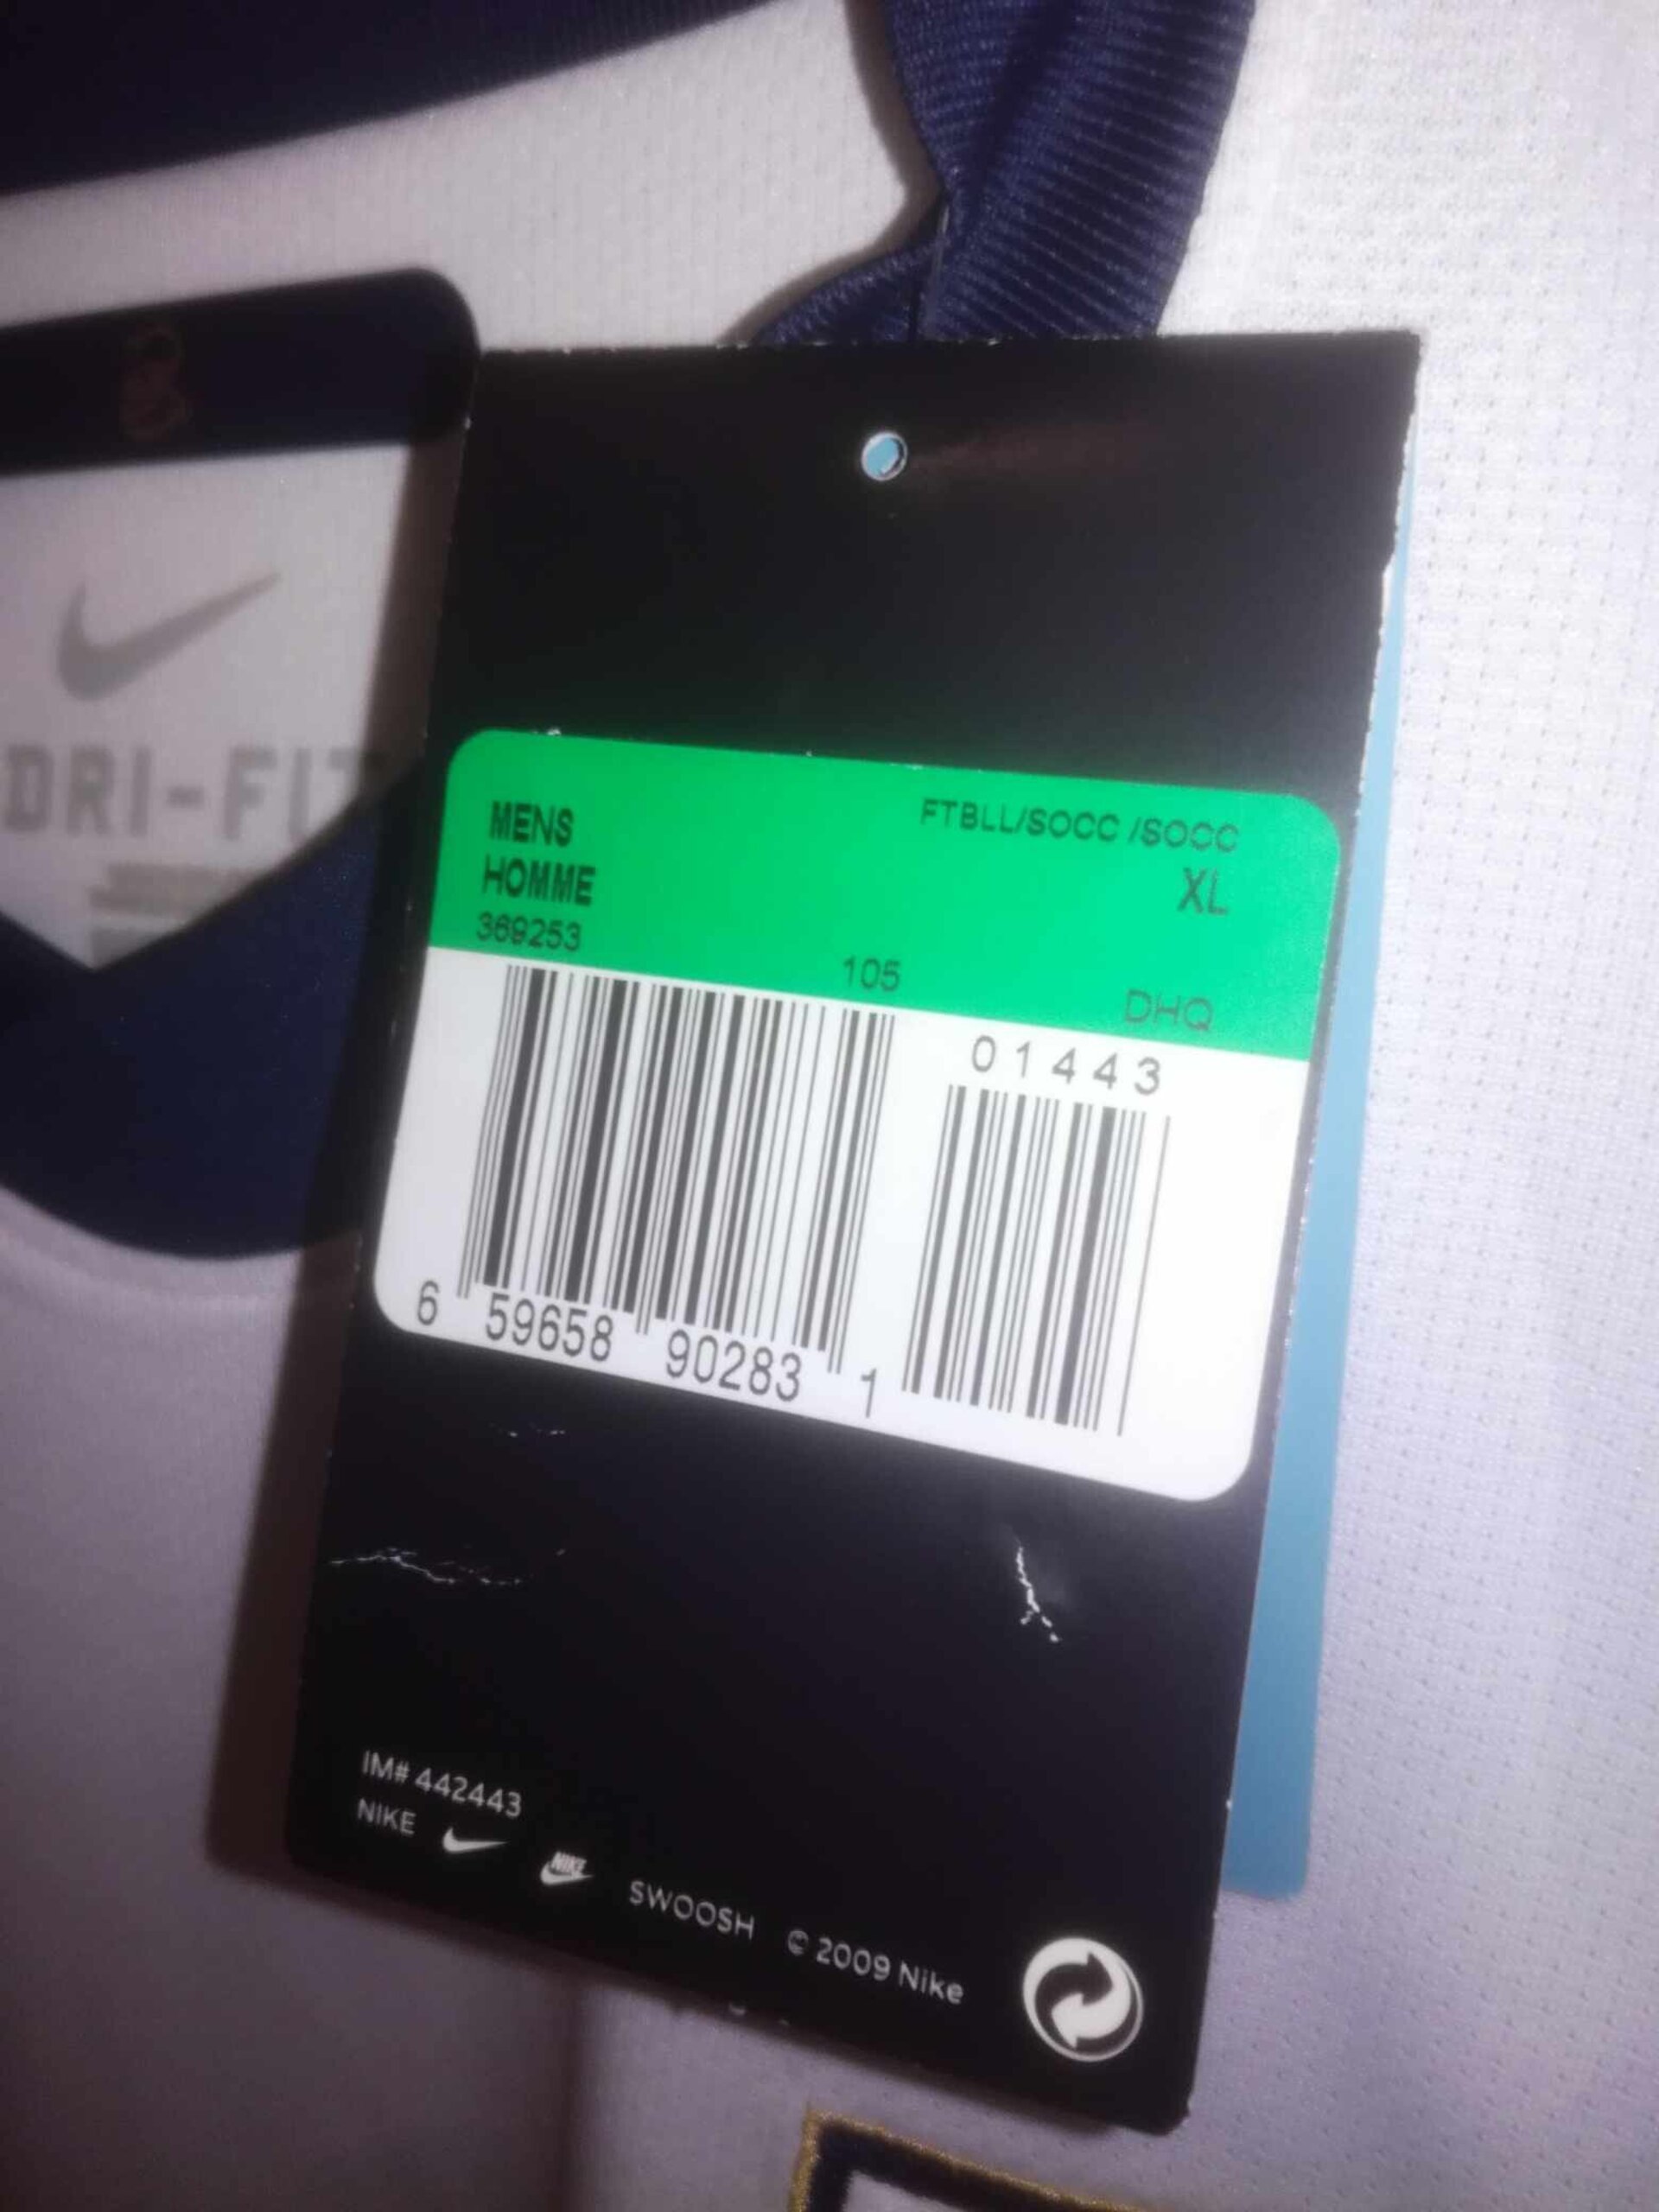 DRI-FIT
MENS
HOMME
369253
FTBLL/SOCC /SOCC
XL
105
DHQ
01443
6 59658 90283 1
IM# 442443
NIKE NIKE SWOOSH © 2009 Nike